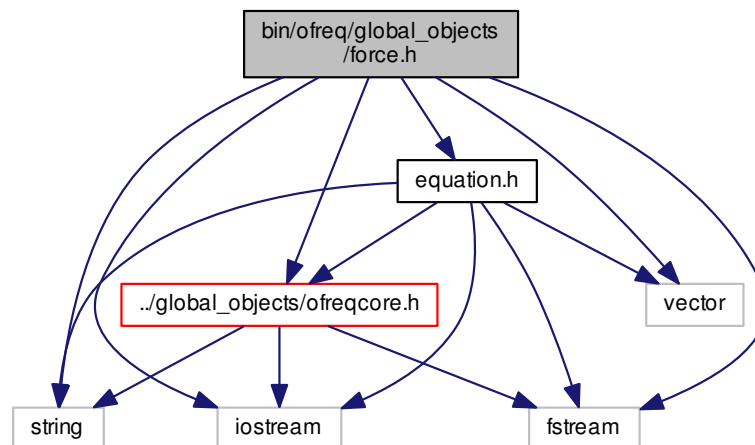 bin/ofreq/global_objects
/force.h
equation.h
../global_objects/ofreqcore.h
vector
string
iostream
fstream